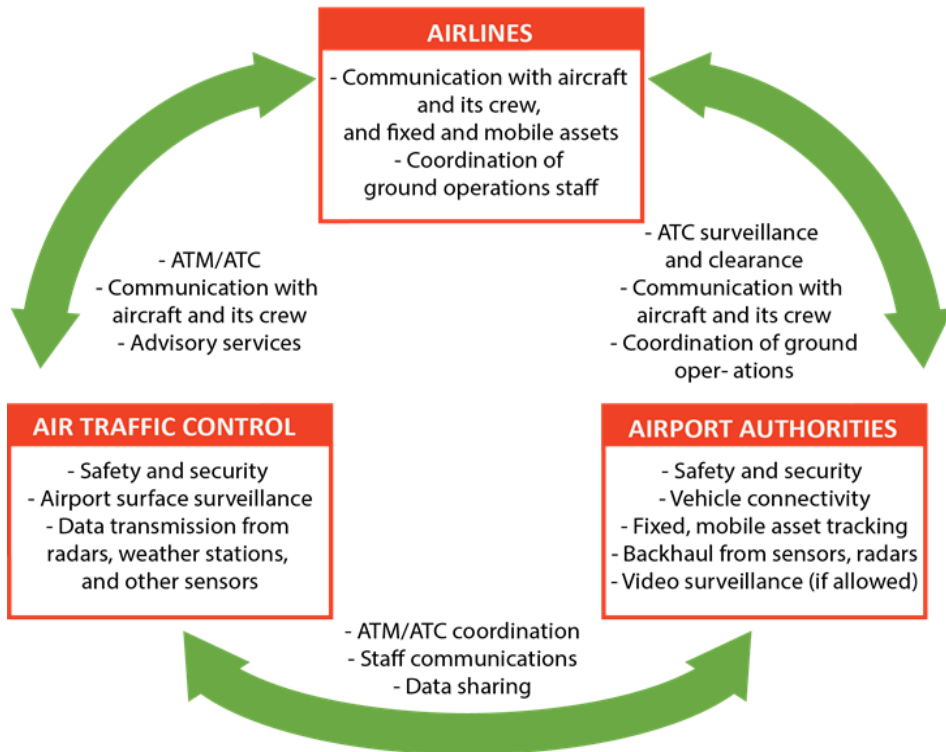 AIRLINES
- Communication with aircraft
and its crew,
and fixed and mobile assets
- Coordination of
ground operations staff
- ATM/ATC
- Communication with
aircraft and its crew
- Advisory services
- ATC surveillance
and clearance
- Communication with
aircraft and its crew
- Coordination of ground
oper- ations
AIR TRAFFIC CONTROL
- Safety and security
- Airport surface surveillance
- Data transmission from
radars, weather stations,
and other sensors
AIRPORT AUTHORITIES
- Safety and security
- Vehicle connectivity
- Fixed, mobile asset tracking
- Backhaul from sensors, radars
- Video surveillance (if allowed)
- ATM/ATC coordination
- Staff communications
- Data sharing